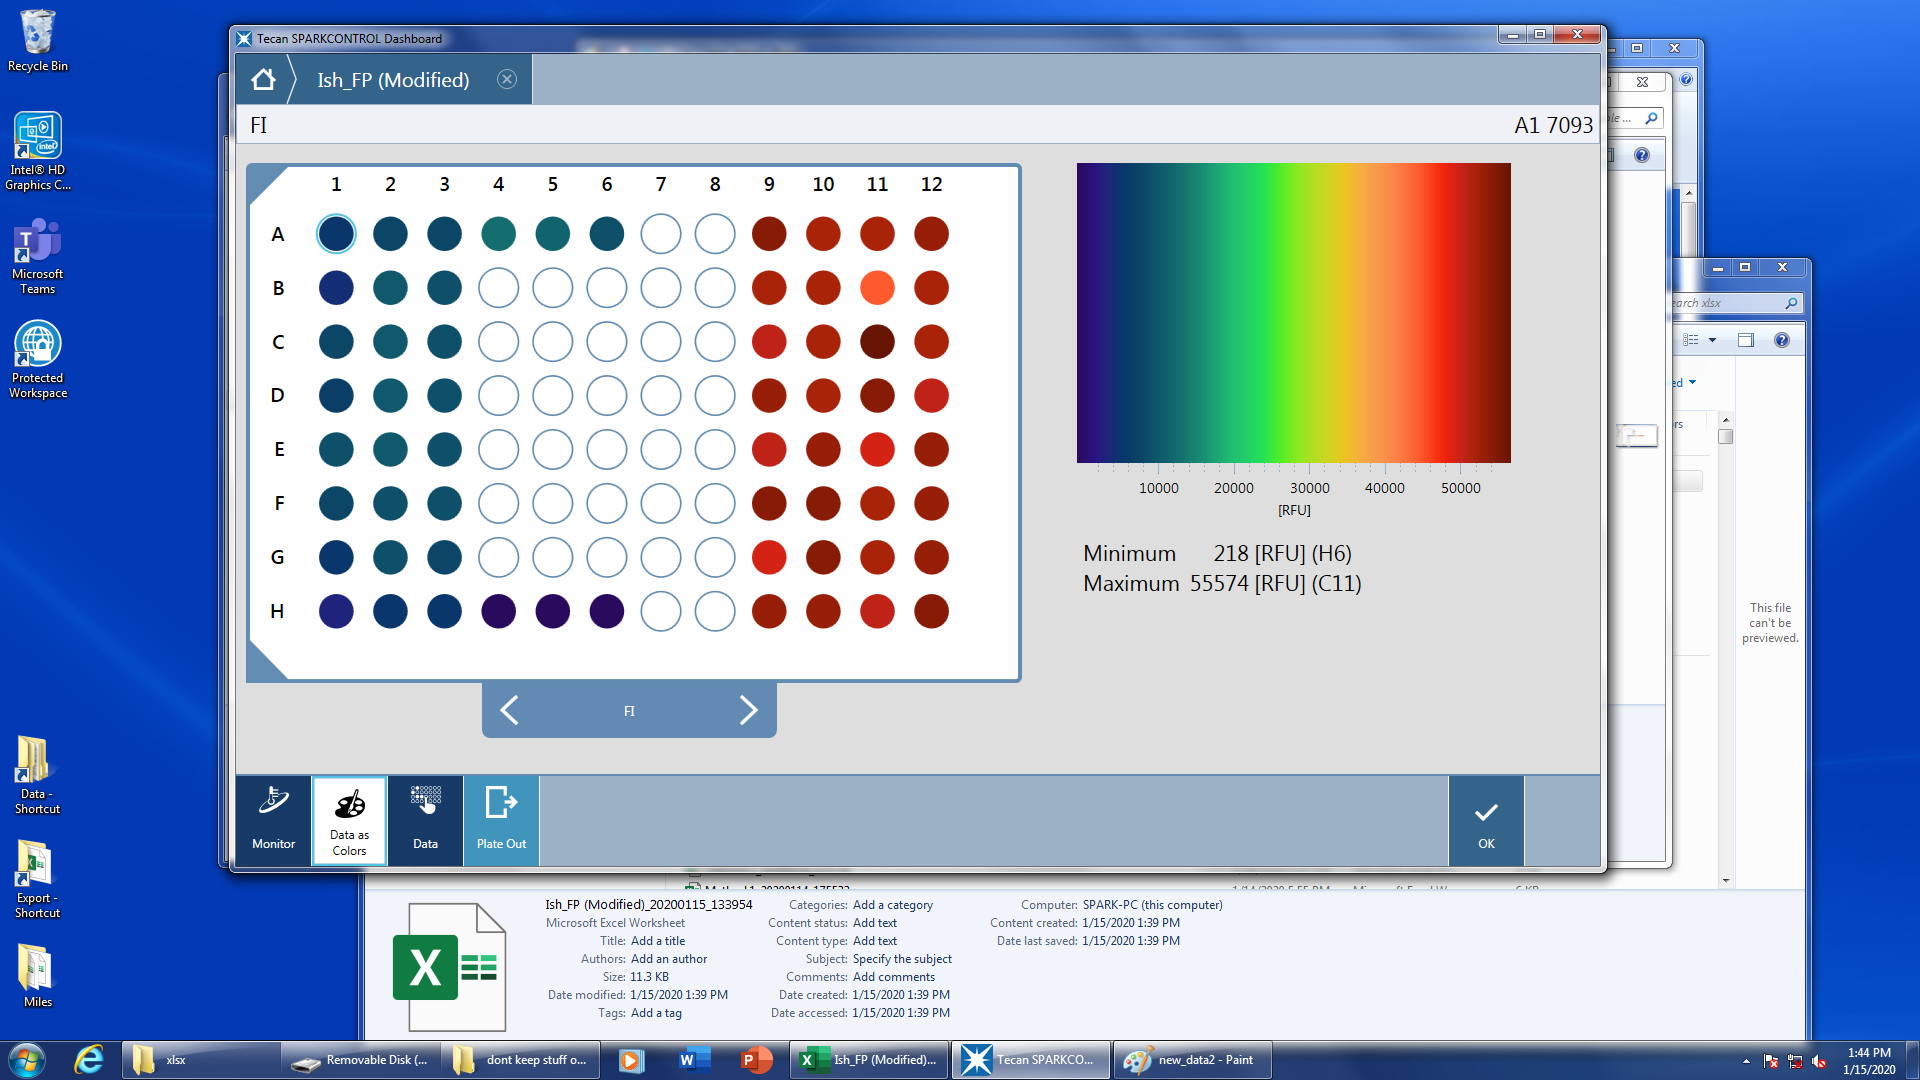 Recycle Bin
Intel® HD
Graphics C...
Microsoft
Teams
Protected
Workspace
Data -
Shortcut
Export -
Shortcut
Miles
Tecan SPARKCONTROL Dashboard
Ish_FP (Modified)
FI
A1 7093
1 2 3 4 5 6 7 8 9 10 11 12
A
B
C
D
E
F
G
H
FI
10000 20000 30000 40000 50000
[RFU]
Minimum 218 [RFU] (H6)
Maximum 55574 [RFU] (C11)
Monitor
Data as
Colors
Data
Plate Out
OK
earch xlsx
This file
can't be
previewed.
Ish_FP (Modified)_20200115_133954
Microsoft Excel Worksheet
Title: Add a title
Authors: Add an author
Size: 11.3 KB
Date modified: 1/15/2020 1:39 PM
Tags: Add a tag
Categories: Add a category
Content status: Add text
Content type: Add text
Subject: Specify the subject
Comments: Add comments
Date created: 1/15/2020 1:39 PM
Date accessed: 1/15/2020 1:39 PM
Computer: SPARK-PC (this computer)
Content created: 1/15/2020 1:39 PM
Date last saved: 1/15/2020 1:39 PM
xlsx
Removable Disk (...
dont keep stuff o...
Ish_FP (Modified)...
Tecan SPARKCO...
new_data2 - Paint
1:44 PM
1/15/2020